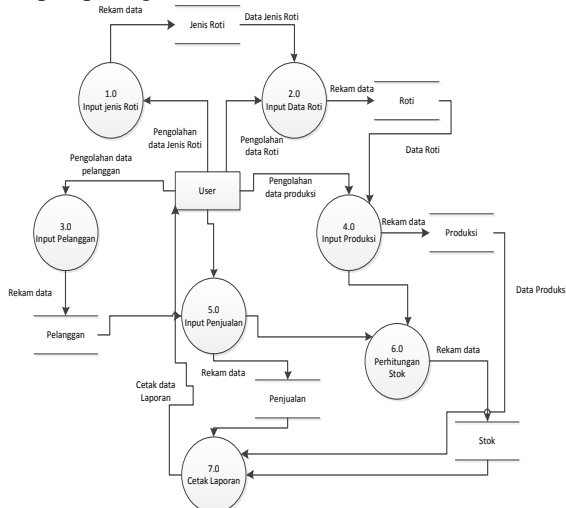 Rekam data
Jenis Roti
Data Jenis Roti
1.0
Input jenis Roti
2.0
Input Data Roti
Rekam data
Roti
Pengolahan
data Jenis Roti
Pengolahan
data Roti
Data Roti
Pengolahan data
pelanggan
User
Pengolahan
data produksi
3.0
Input Pelanggan
4.0
Input Produksi
Rekam data
Produksi
Rekam data
Data Produksi
5.0
Input Penjualan
Pelanggan
6.0
Perhitungan
Stok
Rekam data
Cetak data
Laporan
Rekam data
Penjualan
Stok
7.0
Cetak Laporan